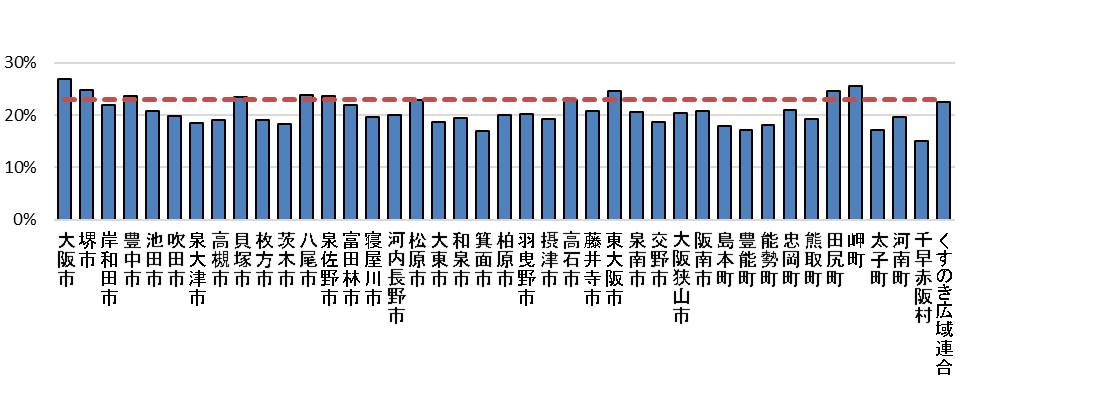 30%
20%
10%
0%
大阪市
堺市
岸和田市
豊中市
池田市
吹田市
泉大津市
高槻市
貝塚市
枚方市
茨木市
八尾市
泉佐野市
富田林市
寝屋川市
河内長野市
松原市
大東市
和泉市
箕面市
柏原市
羽曳野市
摂津市
高石市
藤井寺市
東大阪市
泉南市
交野市
大阪狭山市
阪南市
島本町
豊能町
能勢町
忠岡町
熊取町
田尻町
岬町
太子町
河南町
千早赤阪村
くすのき広域連合